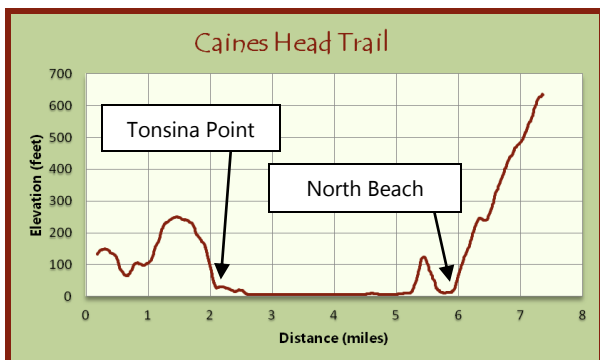 Caines Head Trail
700
600
500
400
300
200
100
0
Elevation (feet)
Tonsina Point
North Beach
0 1 2 3 4 5 6 7 8
Distance (miles)